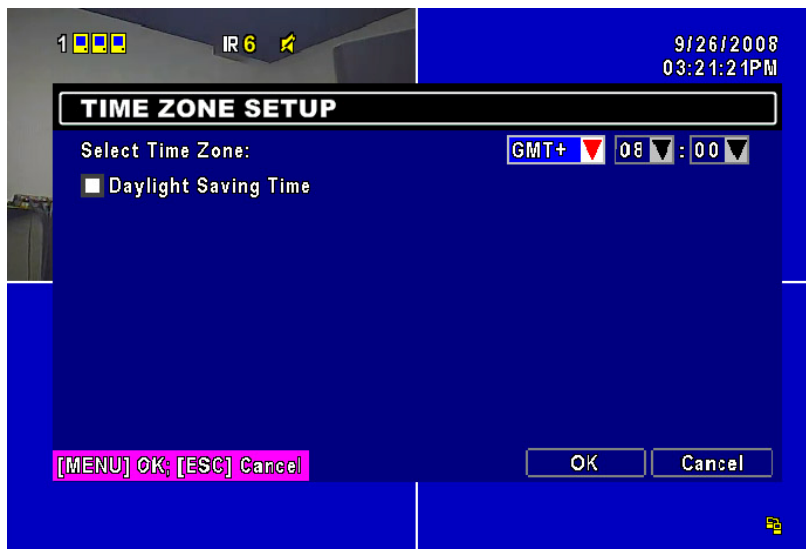 1 IR 6 9/26/2008
03:21:21PM
TIME ZONE SETUP
Select Time Zone: GMT+ 08 : 00
Daylight Saving Time
[MENU] OK; [ESC] Cancel OK Cancel